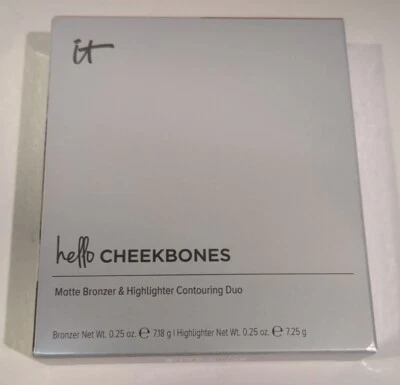 it
hello CHEEKBONES
Matte Bronzer & Highlighter Contouring Duo
Bronzer Net Wt. 0.25 oz. ℮ 7.18 g | Highlighter Net Wt. 0.25 oz. ℮ 7.25 g